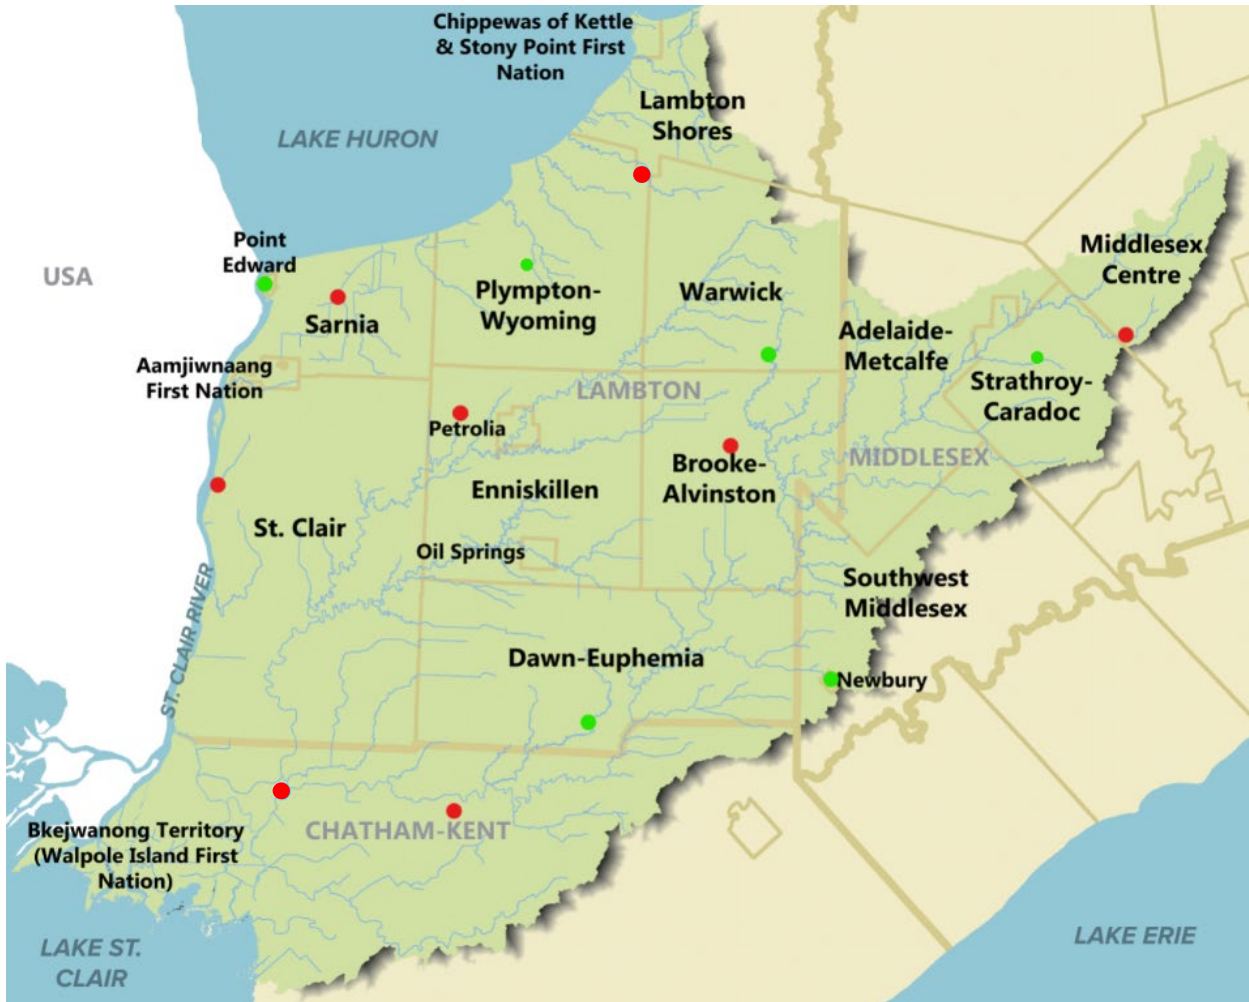 Chippewas of Kettle
& Stony Point First
Nation
Lambton
Shores
LAKE HURON
Point
Edward
USA
Middlesex
Centre
Plympton-
Wyoming
Warwick
Sarnia
Adelaide-
Metcalfe
Aamjiwnaang
First Nation
LAMBTON
Strathroy-
Caradoc
Petrolia
MIDDLESEX
Brooke-
Alvinston
Enniskillen
St. Clair
Oil Springs
Southwest
Middlesex
ST. CLAIR RIVER
Dawn-Euphemia
Newbury
CHATHAM-KENT
Bkejwanong Territory
(Walpole Island First
Nation)
LAKE ST.
CLAIR
LAKE ERIE